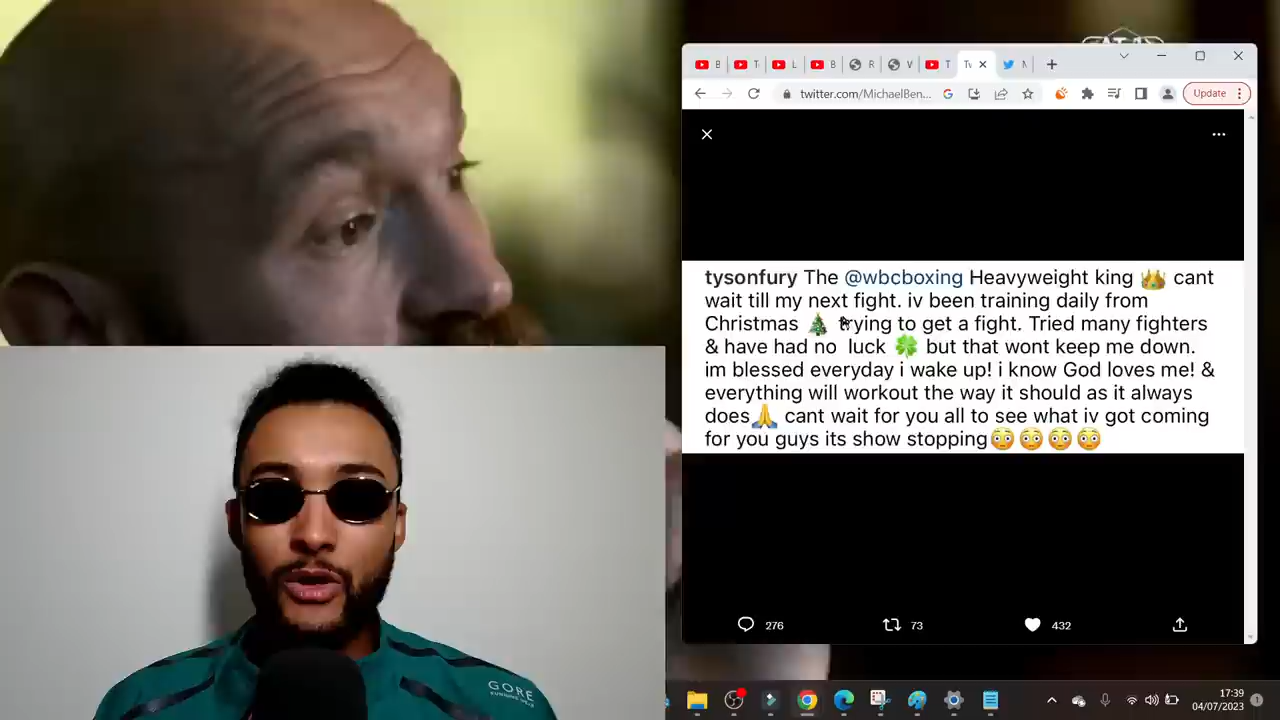 B
T
L
B
R
V
T
Tw
N
twitter.com/MichaelBen...
Update
tysonfury The @wbcboxing Heavyweight king 👑 cant
wait till my next fight. iv been training daily from
Christmas 🎄 trying to get a fight. Tried many fighters
& have had no luck 🍀 but that wont keep me down.
im blessed everyday i wake up! i know God loves me! &
everything will workout the way it should as it always
does🙏 cant wait for you all to see what iv got coming
for you guys its show stopping😳😳😳😳
276
73
432
GORE
RUNNING WEAR
17:39
04/07/2023
1